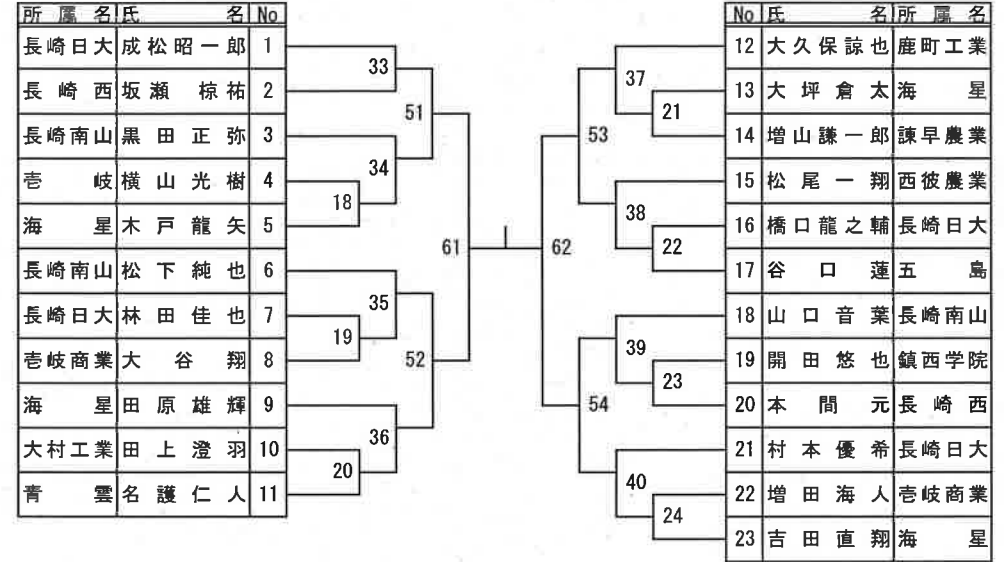 所属名 氏名 No
長崎日大 成松昭一郎 1
長崎西 坂瀬椋祐 2
長崎南山 黒田正弥 3
壱岐 横山光樹 4
海星 木戸龍矢 5
長崎南山 松下純也 6
長崎日大 林田佳也 7
壱岐商業 大谷翔 8
海星 田原雄輝 9
大村工業 田上澄羽 10
青雲 名護仁人 11
33
51
34
18
61
35
19
52
36
20
62
53
37
21
38
22
39
23
54
40
24
No 氏名 所属名
12 大久保諒也 鹿町工業
13 大坪倉太 海星
14 増山謙一郎 諫早農業
15 松尾一翔 西彼農業
16 橋口龍之輔 長崎日大
17 谷口蓮 五島
18 山口音葉 長崎南山
19 開田悠也 鎮西学院
20 本間元 長崎西
21 村本優希 長崎日大
22 増田海人 壱岐商業
23 吉田直翔 海星